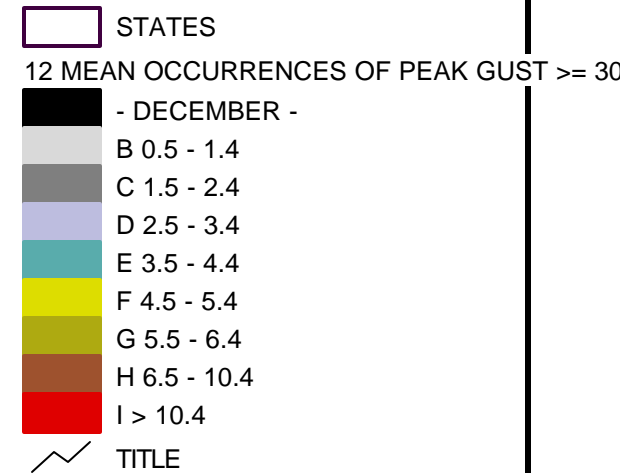 STATES
12 MEAN OCCURRENCES OF PEAK GUST >= 30
- DECEMBER -
B 0.5 - 1.4
C 1.5 - 2.4
D 2.5 - 3.4
E 3.5 - 4.4
F 4.5 - 5.4
G 5.5 - 6.4
H 6.5 - 10.4
I > 10.4
TITLE